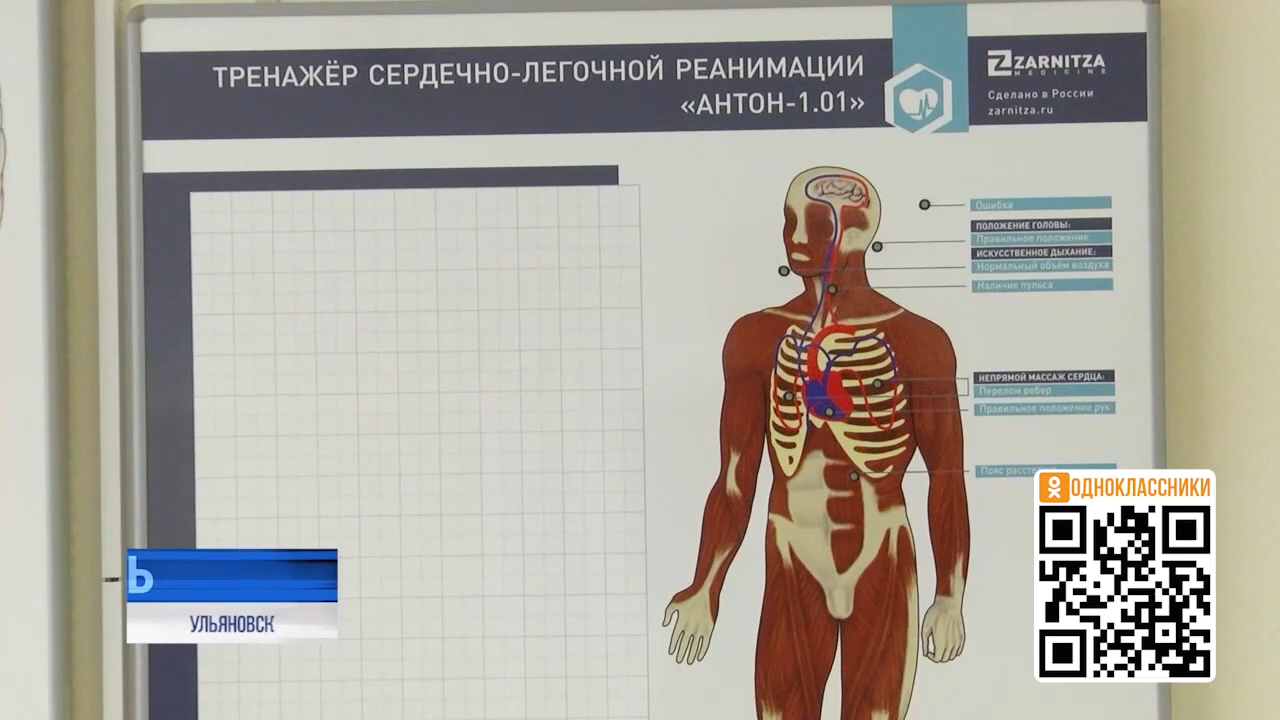 ТРЕНАЖЁР СЕРДЕЧНО-ЛЕГОЧНОЙ РЕАНИМАЦИИ
«АНТОН-1.01»
ZARNITZA
MEDICINE
Сделано в России
zarnitza.ru
Ошибка
ПОЛОЖЕНИЕ ГОЛОВЫ:
Правильное положение
ИСКУССТВЕННОЕ ДЫХАНИЕ:
Нормальный объём воздуха
Наличие пульса
НЕПРЯМОЙ МАССАЖ СЕРДЦА:
Перелом ребер
Правильное положение рук
Пояс
ОДНОКЛАССНИКИ
Ь
УЛЬЯНОВСК